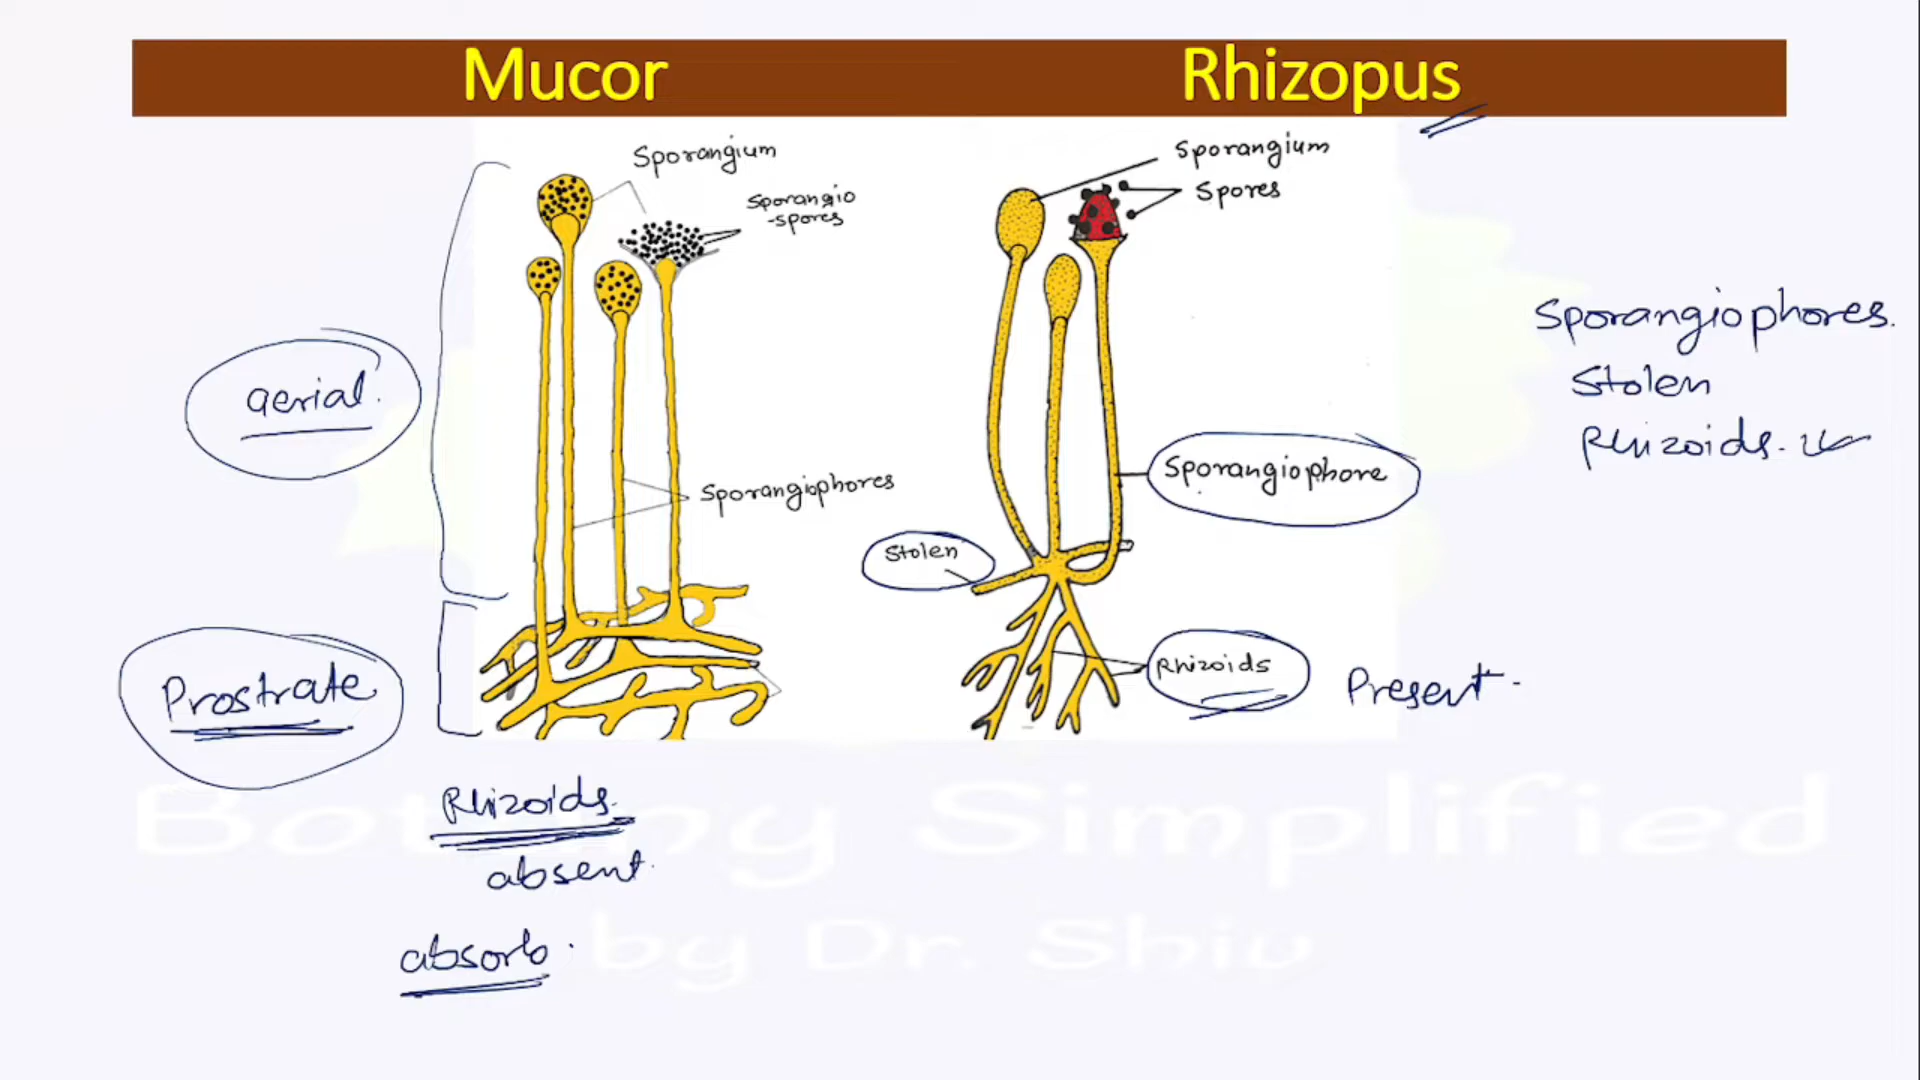 Mucor
Rhizopus
Sporangium
Sporangio
-spores
Sporangiophores
aerial.
Prostrate
Rhizoids.
absent.
absorb.
Sporangium
Spores
Sporangiophore
Stolen
Rhizoids
Present.
Sporangiophores.
Stolen
Rhizoids.
Botany Simplified
by Dr. Shiv